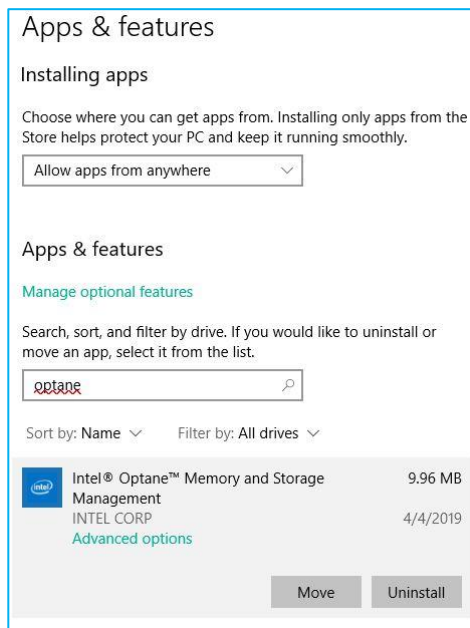 Apps & features
Installing apps
Choose where you can get apps from. Installing only apps from the
Store helps protect your PC and keep it running smoothly.
Allow apps from anywhere
Apps & features
Manage optional features
Search, sort, and filter by drive. If you would like to uninstall or
move an app, select it from the list.
optane
Sort by: Name Filter by: All drives
intel Intel® Optane™ Memory and Storage 9.96 MB
Management
INTEL CORP 4/4/2019
Advanced options
Move Uninstall